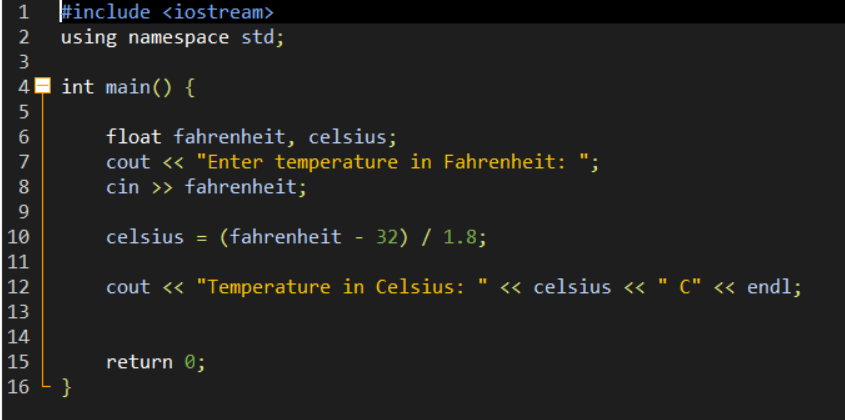 1 #include <iostream>
2 using namespace std;
3
4 int main() {
5
6 float fahrenheit, celsius;
7 cout << "Enter temperature in Fahrenheit: ";
8 cin >> fahrenheit;
9
10 celsius = (fahrenheit - 32) / 1.8;
11
12 cout << "Temperature in Celsius: " << celsius << " C" << endl;
13
14
15 return 0;
16 }